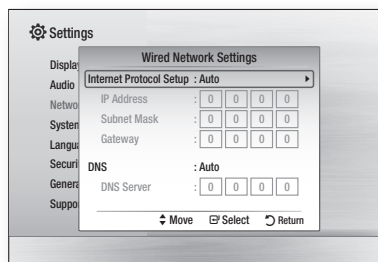 Settings
Wired Network Settings
Internet Protocol Setup : Auto
IP Address : 0 0 0 0
Subnet Mask : 0 0 0 0
Gateway : 0 0 0 0
DNS : Auto
DNS Server : 0 0 0 0
Move Select Return
Display
Audio
Netwo
System
Langua
Securi
Genera
Suppo